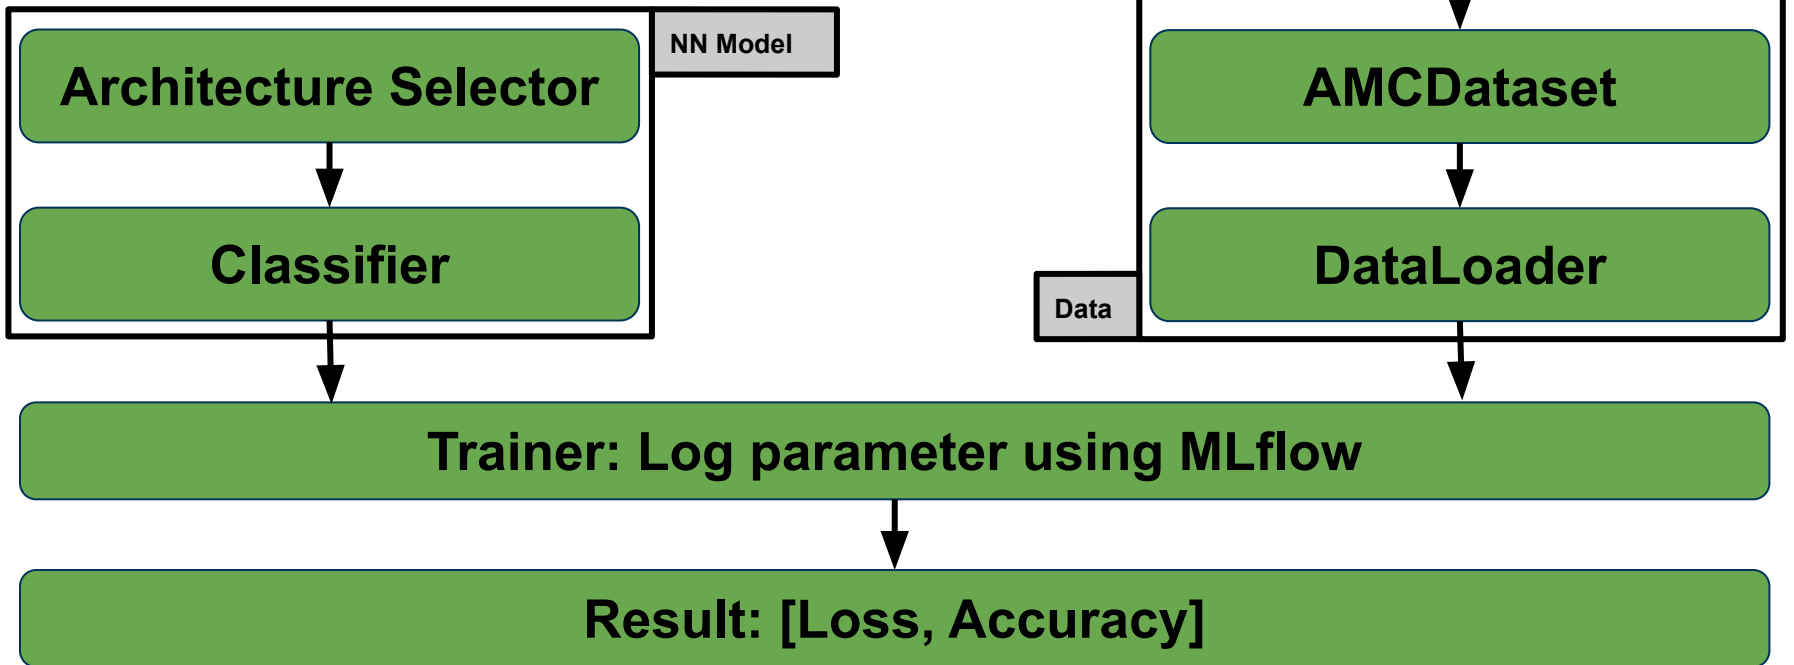 NN Model
Architecture Selector
Classifier
AMCDataset
DataLoader
Data
Trainer: Log parameter using MLflow
Result: [Loss, Accuracy]